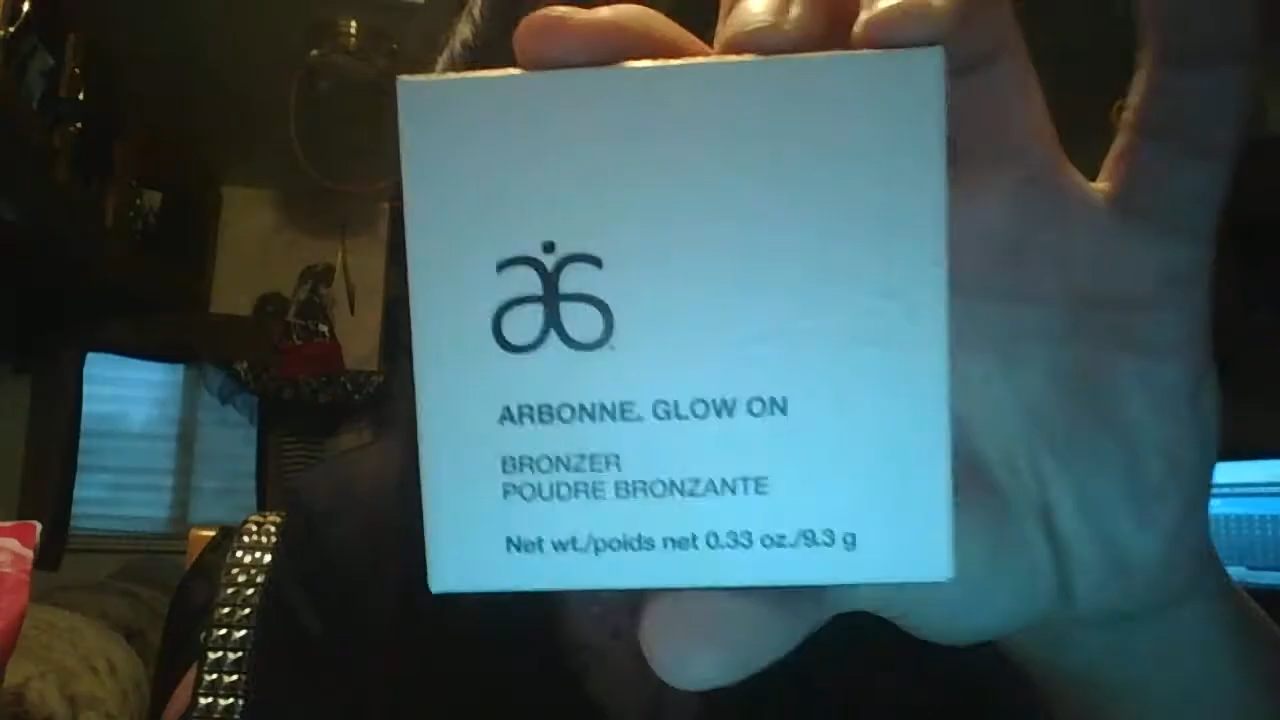 ARBONNE. GLOW ON
BRONZER
POUDRE BRONZANTE
Net wt./poids net 0.33 oz./9.3 g